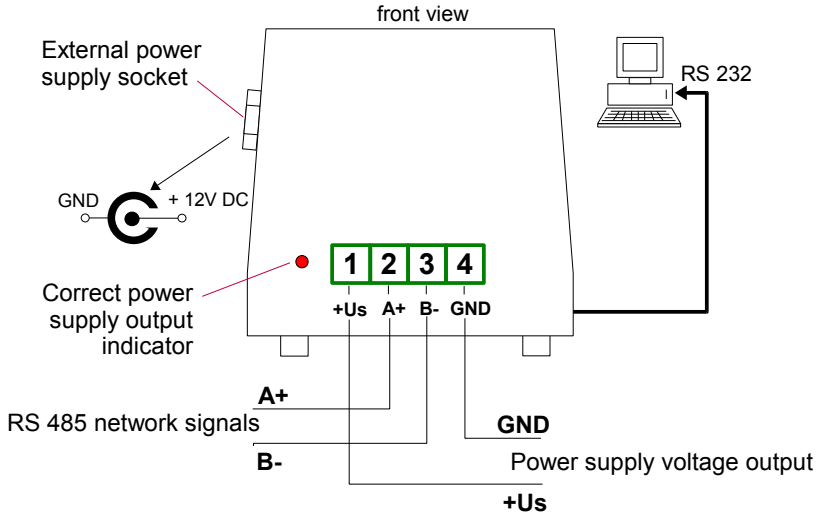 front view
External power
supply socket
RS 232
GND
+ 12V DC
1 2 3 4
+Us A+ B- GND
Correct power
supply output
indicator
A+
RS 485 network signals
B-
GND
Power supply voltage output
+Us